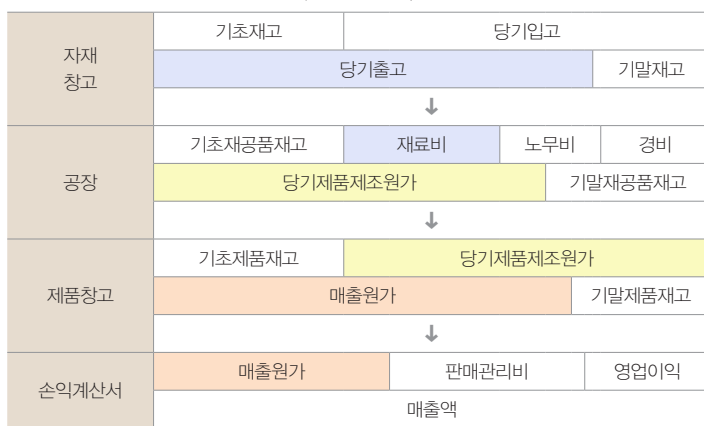 기초재고 당기입고
자재
창고
당기출고 기말재고
↓
기초재공품재고 재료비 노무비 경비
공장
당기제품제조원가 기말재공품재고
↓
기초제품재고 당기제품제조원가
제품창고
매출원가 기말제품재고
↓
매출원가 판매관리비 영업이익
손익계산서
매출액